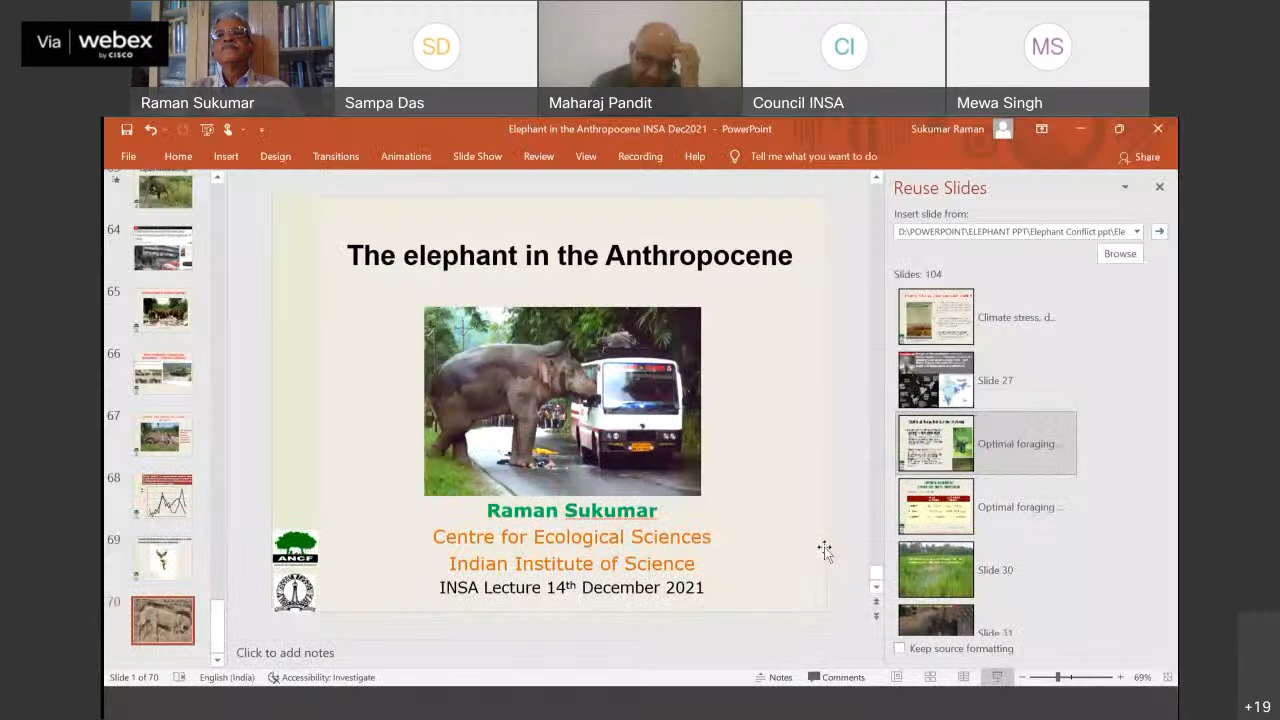 Via webex
by CISCO
SD
CI
MS
Raman Sukumar
Sampa Das
Maharaj Pandit
Council INSA
Mewa Singh
Elephant in the Anthropocene INSA Dec2021 - PowerPoint
Sukumar Raman
File Home Insert Design Transitions Animations Slide Show Review View Recording Help Tell me what you want to do
Share
64
65
66
67
68
69
70
The elephant in the Anthropocene
Raman Sukumar
Centre for Ecological Sciences
Indian Institute of Science
INSA Lecture 14th December 2021
ANCF
Click to add notes
Reuse Slides
Insert slide from:
D:\POWERPOINT\ELEPHANT PPT\Elephant Conflict ppt\Ele
Browse
Slides: 104
Climate stress, d...
Slide 27
Optimal foraging ...
Optimal foraging ...
Slide 30
Slide 31
Keep source formatting
Slide 1 of 70
English (India)
Accessibility: Investigate
Notes
Comments
69%
+19